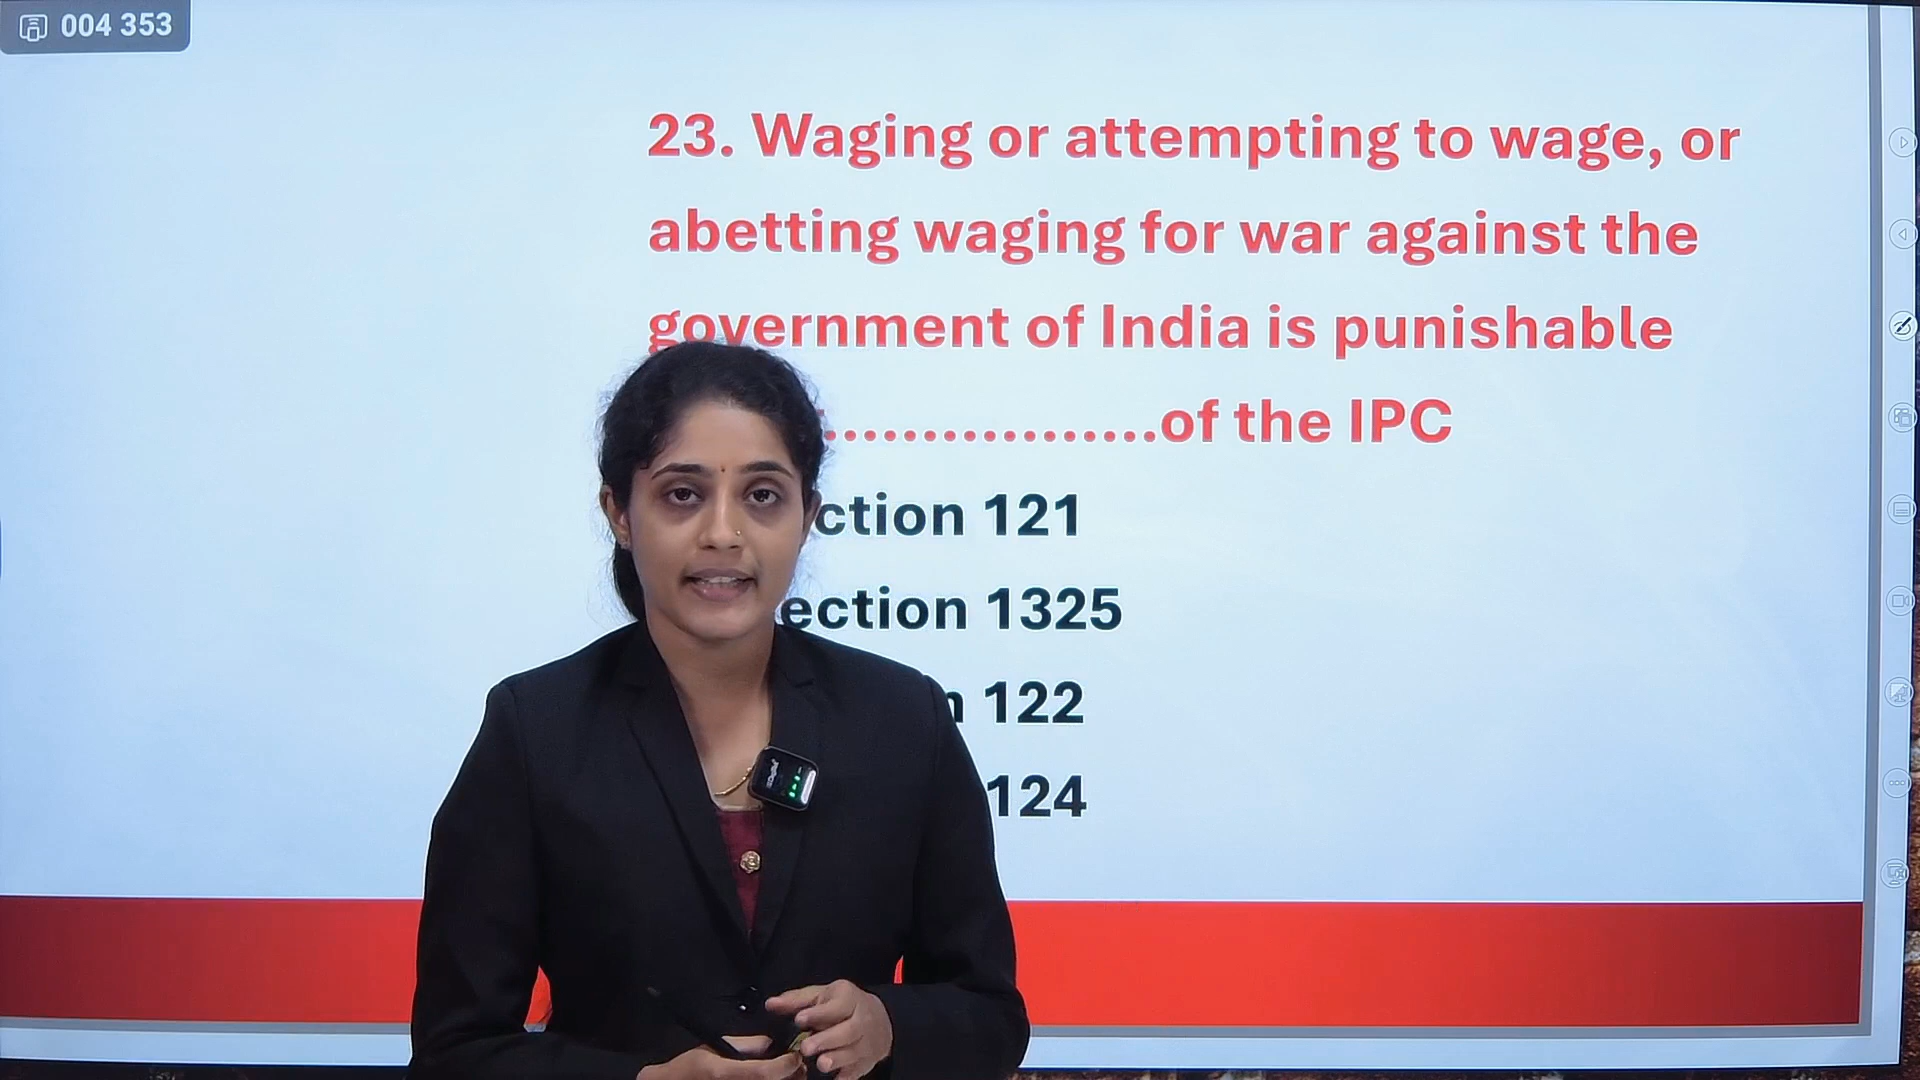 004 353
23. Waging or attempting to wage, or
abetting waging for war against the
government of India is punishable
.................of the IPC
ction 121
ection 1325
122
124